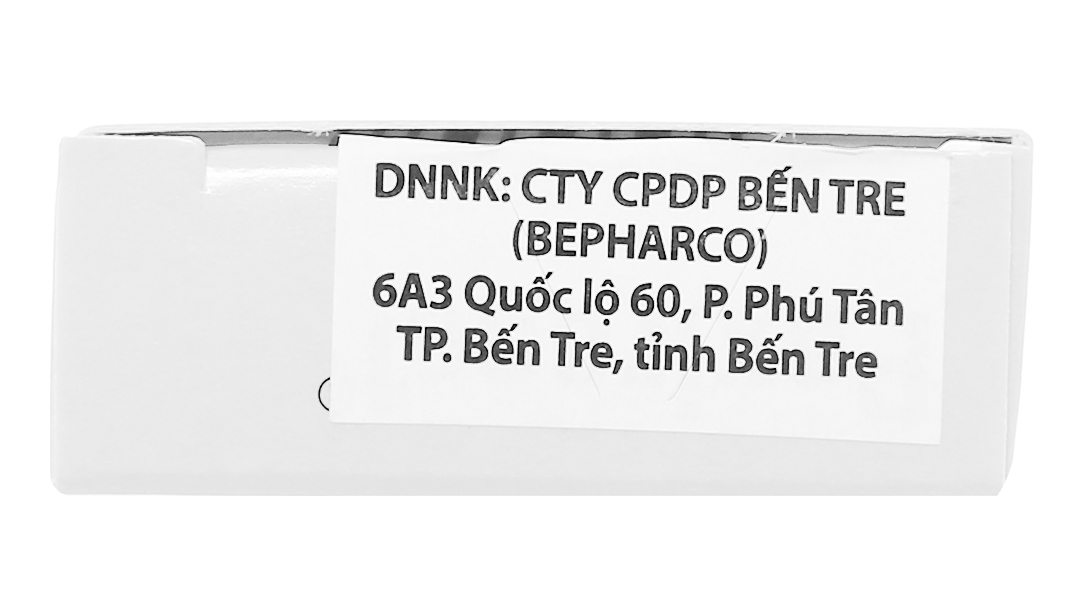 DNNK: CTY CPDP BẾN TRE
(BEPHARCO)
6A3 Quốc lộ 60, P. Phú Tân
TP. Bến Tre, tỉnh Bến Tre